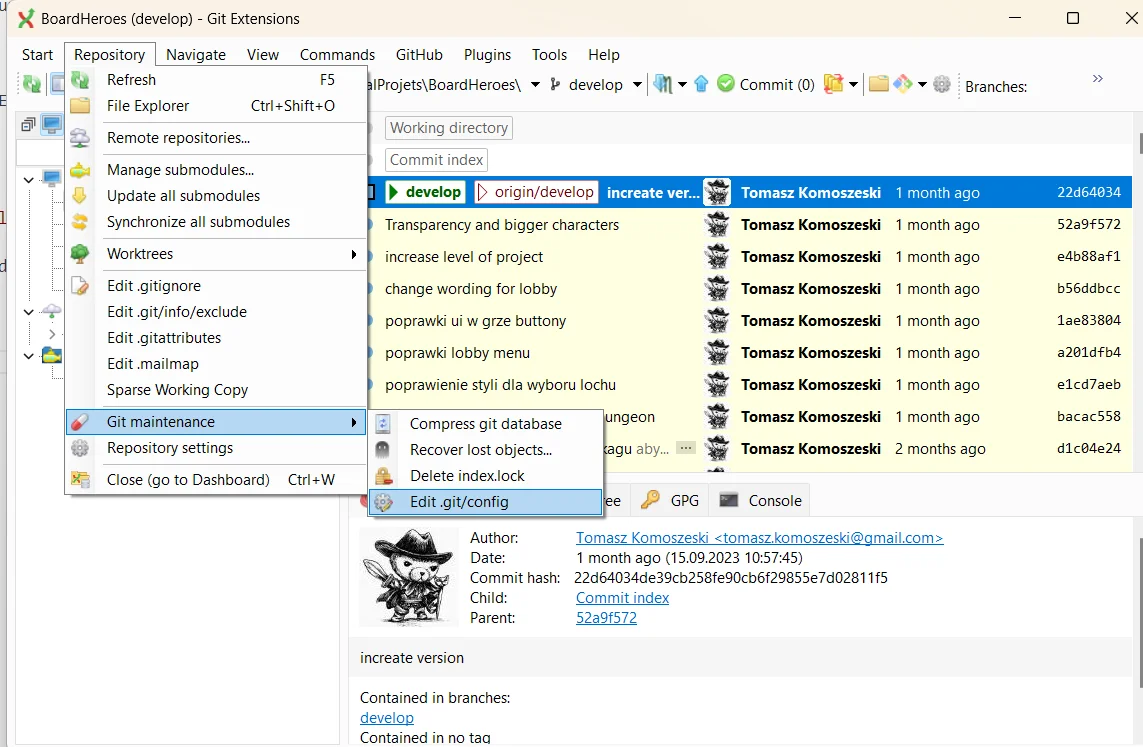 BoardHeroes (develop) - Git Extensions
Start Repository Navigate View Commands GitHub Plugins Tools Help
Refresh F5
File Explorer Ctrl+Shift+O
Remote repositories...
Manage submodules...
Update all submodules
Synchronize all submodules
Worktrees
Edit .gitignore
Edit .git/info/exclude
Edit .gitattributes
Edit .mailmap
Sparse Working Copy
Git maintenance
Repository settings
Close (go to Dashboard) Ctrl+W
Compress git database
Recover lost objects...
Delete index.lock
Edit .git/config
alProjets\BoardHeroes\ develop Commit (0) Branches: »
Working directory
Commit index
develop origin/develop increate ver... Tomasz Komoszeski 1 month ago 22d64034
Transparency and bigger characters Tomasz Komoszeski 1 month ago 52a9f572
increase level of project Tomasz Komoszeski 1 month ago e4b88af1
change wording for lobby Tomasz Komoszeski 1 month ago b56ddbcc
poprawki ui w grze buttony Tomasz Komoszeski 1 month ago 1ae83804
poprawki lobby menu Tomasz Komoszeski 1 month ago a201dfb4
poprawienie styli dla wyboru lochu Tomasz Komoszeski 1 month ago e1cd7aeb
ungeon Tomasz Komoszeski 1 month ago bacac558
kagu aby... ... Tomasz Komoszeski 2 months ago d1c04e24
ee GPG Console
Author: Tomasz Komoszeski <tomasz.komoszeski@gmail.com>
Date: 1 month ago (15.09.2023 10:57:45)
Commit hash: 22d64034de39cb258fe90cb6f29855e7d02811f5
Child: Commit index
Parent: 52a9f572
increate version
Contained in branches:
develop
Contained in no tag